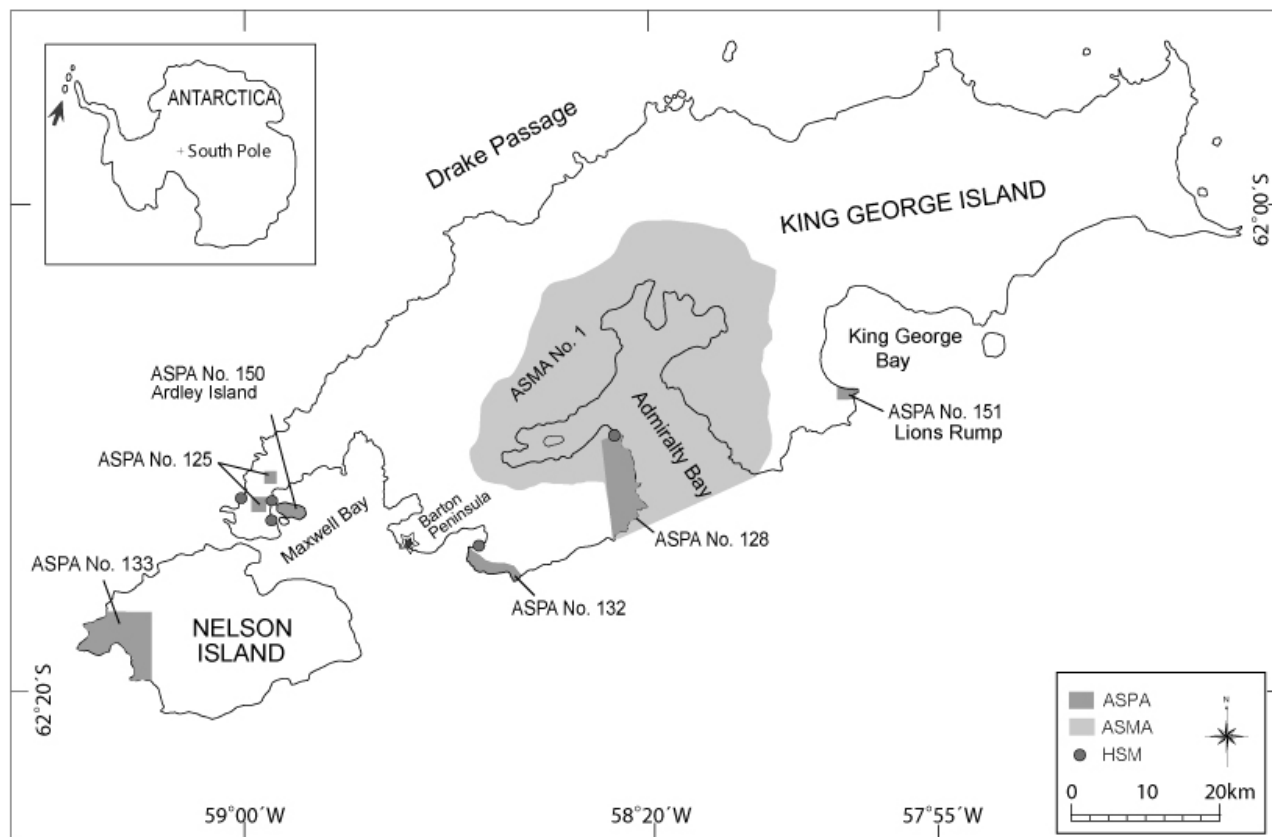 ANTARCTICA
South Pole
Drake Passage
KING GEORGE ISLAND
62°00´S
ASMA No. 1
King George
Bay
ASPA No. 150
Ardley Island
Admiralty Bay
ASPA No. 151
Lions Rump
ASPA No. 125
Maxwell Bay
Barton
Peninsula
ASPA No. 128
ASPA No. 133
ASPA No. 132
NELSON
ISLAND
62°20´S
ASPA
ASMA
HSM
N
0 10 20km
59°00´W
58°20´W
57°55´W